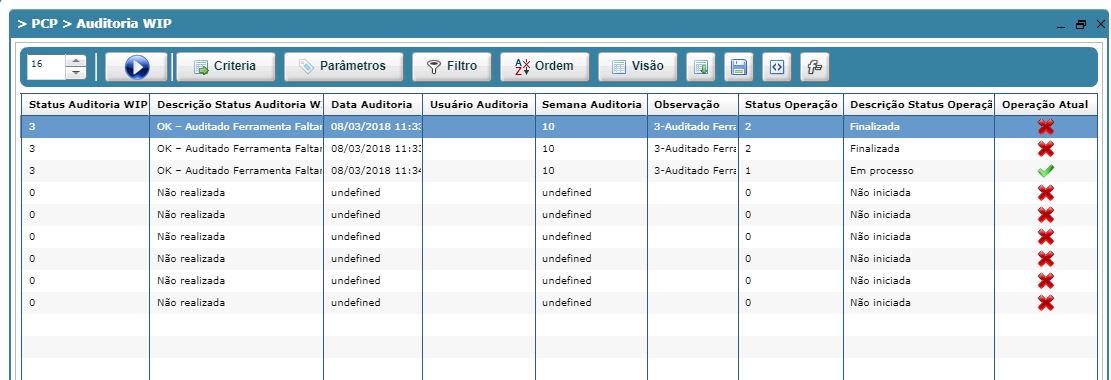 > PCP > Auditoria WIP
16 Criteria Parâmetros Filtro Ordem Visão
Status Auditoria WIP Descrição Status Auditoria W Data Auditoria Usuário Auditoria Semana Auditoria Observação Status Operação Descrição Status Operaçã Operação Atual
3 OK – Auditado Ferramenta Faltar 08/03/2018 11:33 10 3-Auditado Ferra 2 Finalizada
3 OK – Auditado Ferramenta Faltar 08/03/2018 11:33 10 3-Auditado Ferra 2 Finalizada
3 OK – Auditado Ferramenta Faltar 08/03/2018 11:34 10 3-Auditado Ferra 1 Em processo
0 Não realizada undefined undefined 0 Não iniciada
0 Não realizada undefined undefined 0 Não iniciada
0 Não realizada undefined undefined 0 Não iniciada
0 Não realizada undefined undefined 0 Não iniciada
0 Não realizada undefined undefined 0 Não iniciada
0 Não realizada undefined undefined 0 Não iniciada